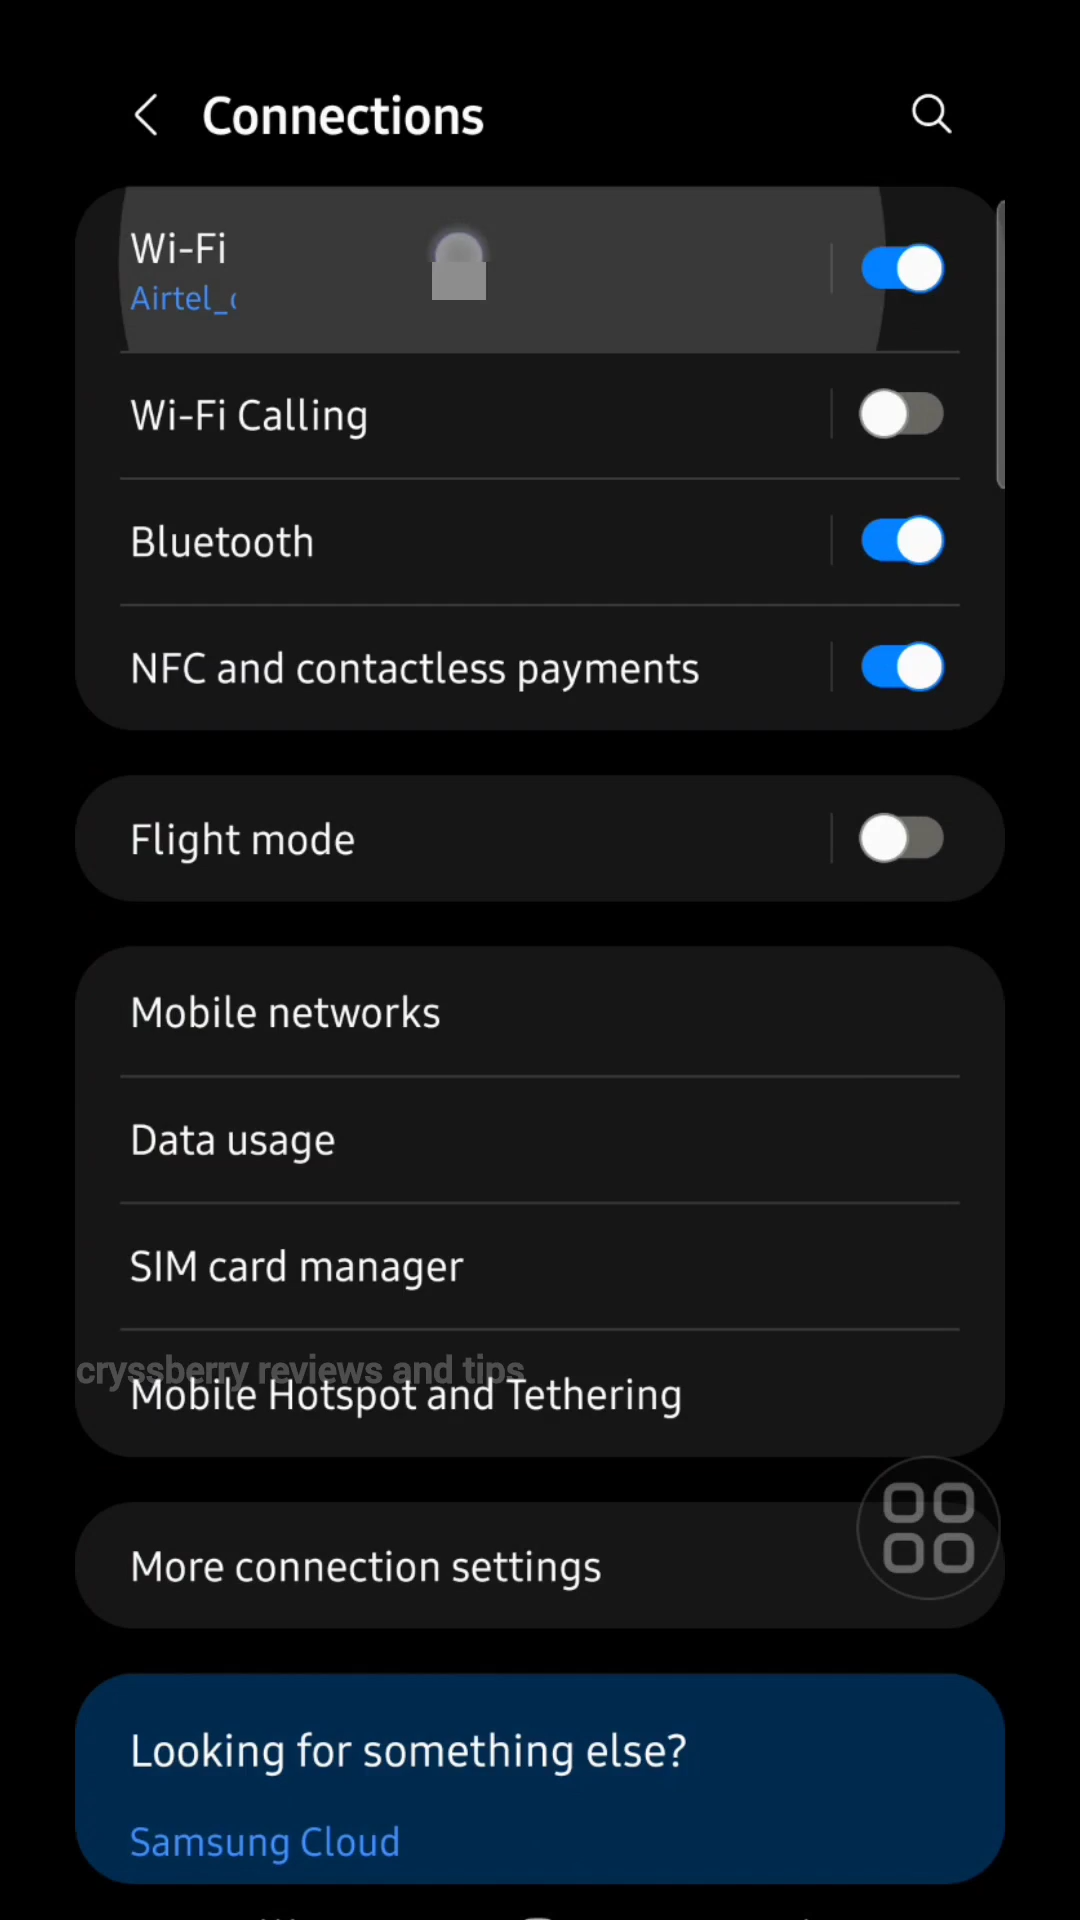 Connections
Wi-Fi
Airtel_
Wi-Fi Calling
Bluetooth
NFC and contactless payments
Flight mode
Mobile networks
Data usage
SIM card manager
cryssberry reviews and tips
Mobile Hotspot and Tethering
More connection settings
Looking for something else?
Samsung Cloud